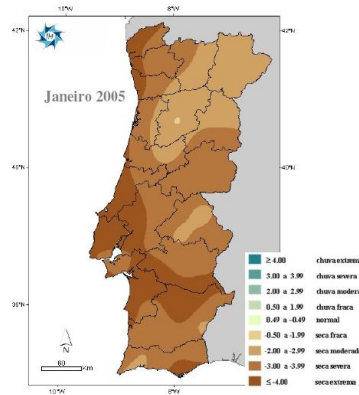 10°W 8°W
42°N 42°N
Janeiro 2005
40°N 40°N
≥ 4.00 chuva extrema
3.00 a 3.99 chuva severa
2.00 a 2.99 chuva modera
0.50 a 1.99 chuva fraca
0.49 a -0.49 normal
-0.50 a -1.99 seca fraca
-2.00 a -2.99 seca moderad
-3.00 a -3.99 seca severa
≤ -4.00 seca extrema
N
60 Km
10°W 8°W